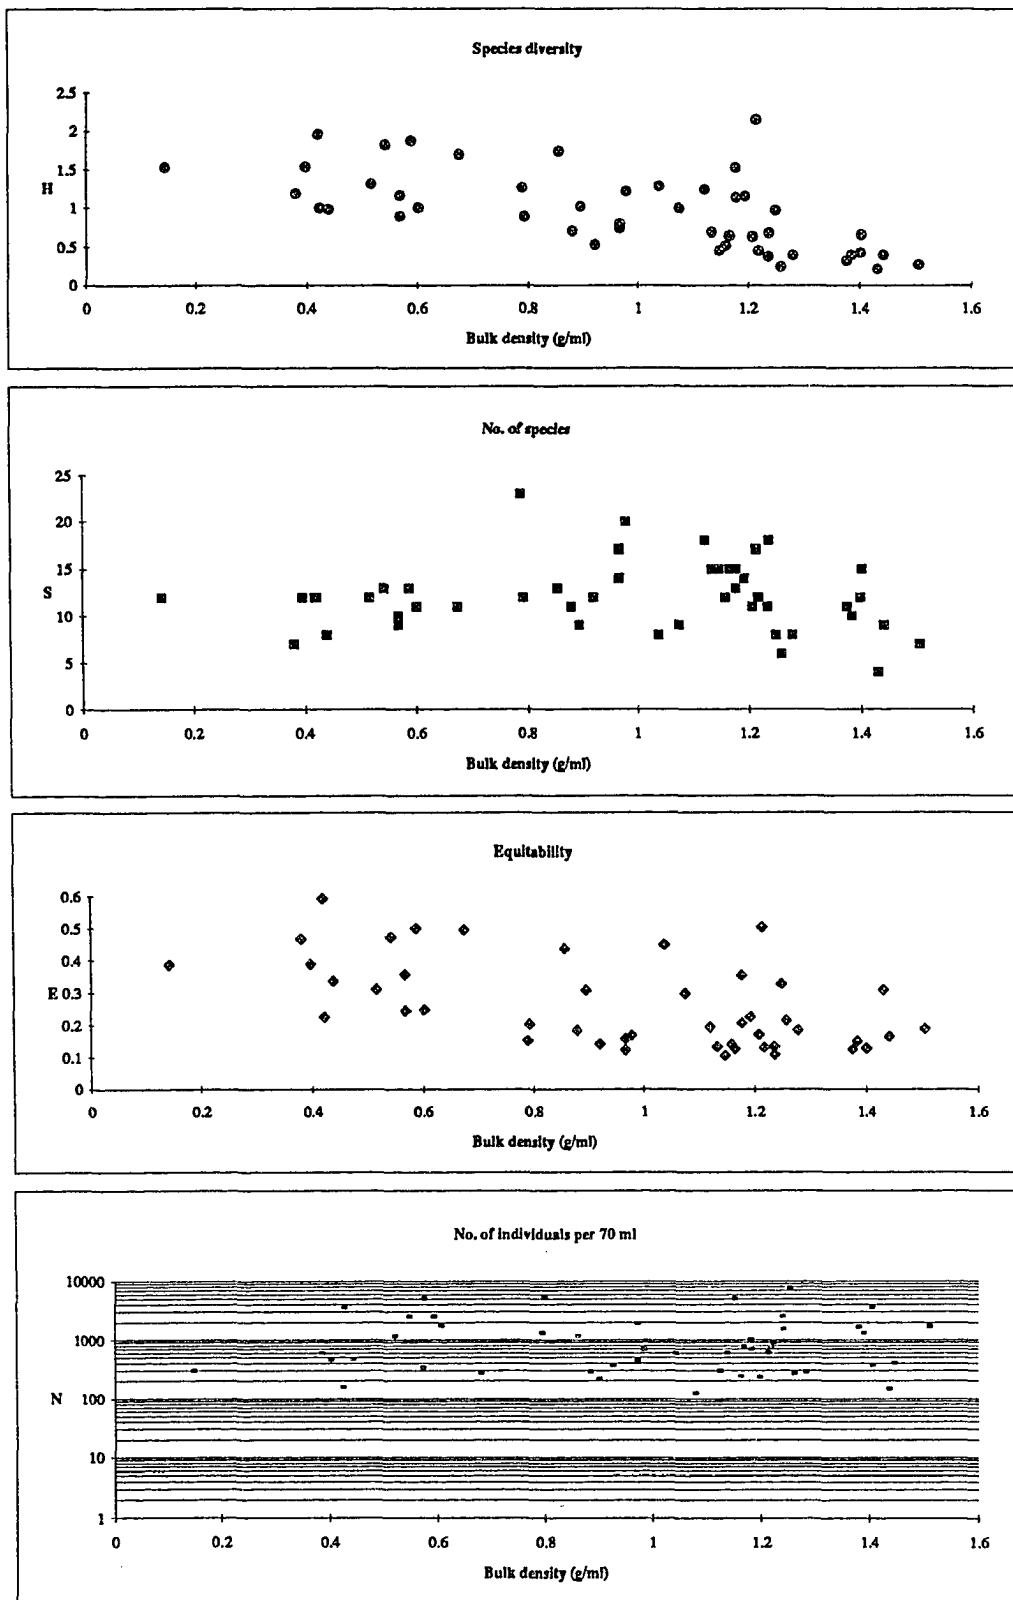 Species diversity
2.5
2
1.5
H
1
0.5
0
0 0.2 0.4 0.6 0.8 1 1.2 1.4 1.6
Bulk density (g/ml)
No. of species
25
20
15
S
10
5
0
0 0.2 0.4 0.6 0.8 1 1.2 1.4 1.6
Bulk density (g/ml)
Equitability
0.6
0.5
0.4
E 0.3
0.2
0.1
0
0 0.2 0.4 0.6 0.8 1 1.2 1.4 1.6
Bulk density (g/ml)
No. of individuals per 70 ml
10000
1000
N 100
10
1
0 0.2 0.4 0.6 0.8 1 1.2 1.4 1.6
Bulk density (g/ml)